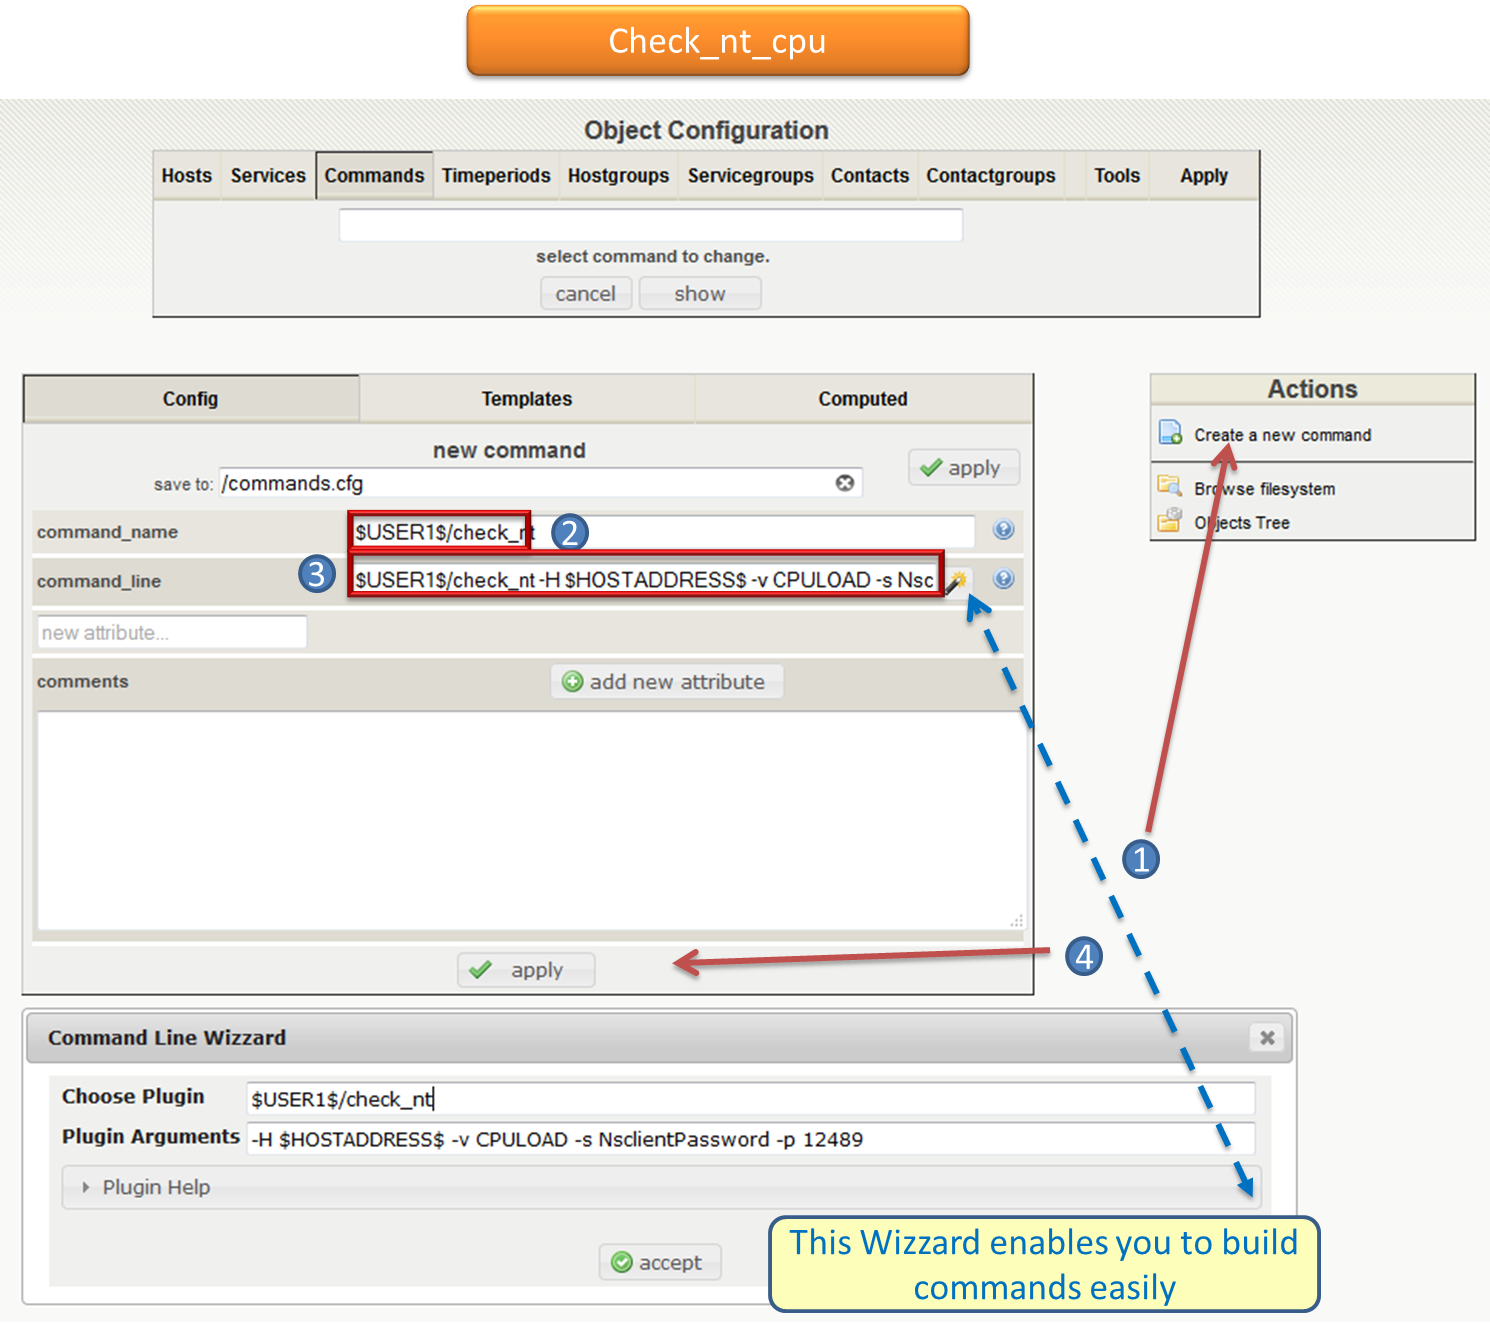 Check_nt_cpu
Object Configuration
Hosts Services Commands Timeperiods Hostgroups Servicegroups Contacts Contactgroups Tools Apply
select command to change.
cancel show
Config Templates Computed
Actions
new command
Create a new command
apply
save to: /commands.cfg
Browse filesystem
Objects Tree
command_name $USER1$/check_nt 2
3 command_line $USER1$/check_nt -H $HOSTADDRESS$ -v CPULOAD -s Nsc
new attribute...
comments add new attribute
1
4
apply
Command Line Wizzard
Choose Plugin $USER1$/check_nt
Plugin Arguments -H $HOSTADDRESS$ -v CPULOAD -s NsclientPassword -p 12489
Plugin Help
accept
This Wizzard enables you to build
commands easily